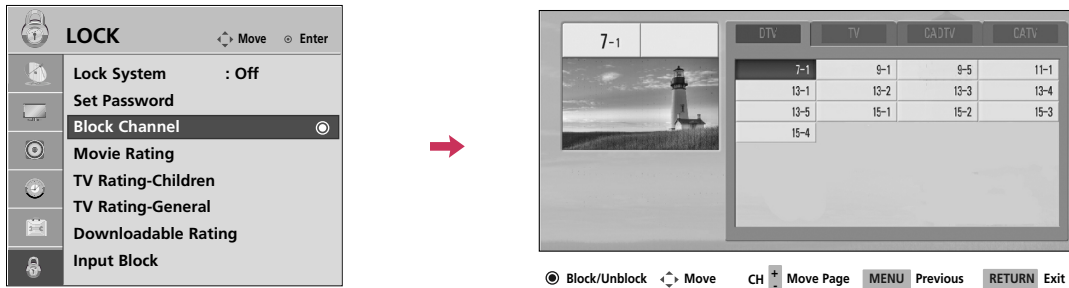 LOCK
Move Enter
Lock System : Off
Set Password
Block Channel
Movie Rating
TV Rating-Children
TV Rating-General
Downloadable Rating
Input Block
7-1
DTV TV CADTV CATV
7-1 9-1 9-5 11-1
13-1 13-2 13-3 13-4
13-5 15-1 15-2 15-3
15-4
Block/Unblock Move CH + - Move Page MENU Previous RETURN Exit